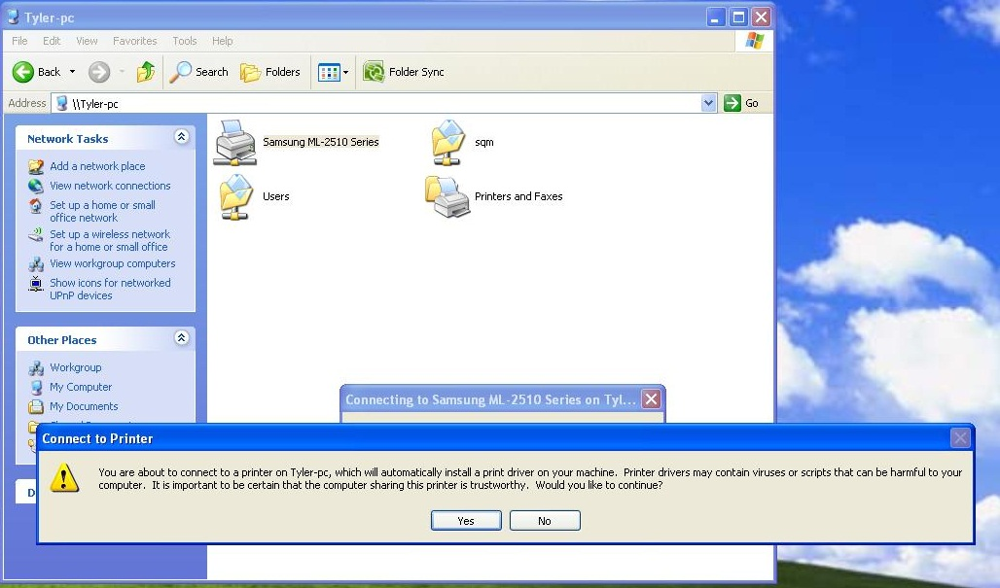 Tyler-pc
File Edit View Favorites Tools Help
Back Search Folders Folder Sync
Address \\Tyler-pc Go
Network Tasks
Add a network place
View network connections
Set up a home or small
office network
Set up a wireless network
for a home or small office
View workgroup computers
Show icons for networked
UPnP devices
Other Places
Workgroup
My Computer
My Documents
D
Samsung ML-2510 Series
sqm
Users
Printers and Faxes
Connecting to Samsung ML-2510 Series on Tyl...
Connect to Printer
You are about to connect to a printer on Tyler-pc, which will automatically install a print driver on your machine. Printer drivers may contain viruses or scripts that can be harmful to your
computer. It is important to be certain that the computer sharing this printer is trustworthy. Would you like to continue?
Yes No